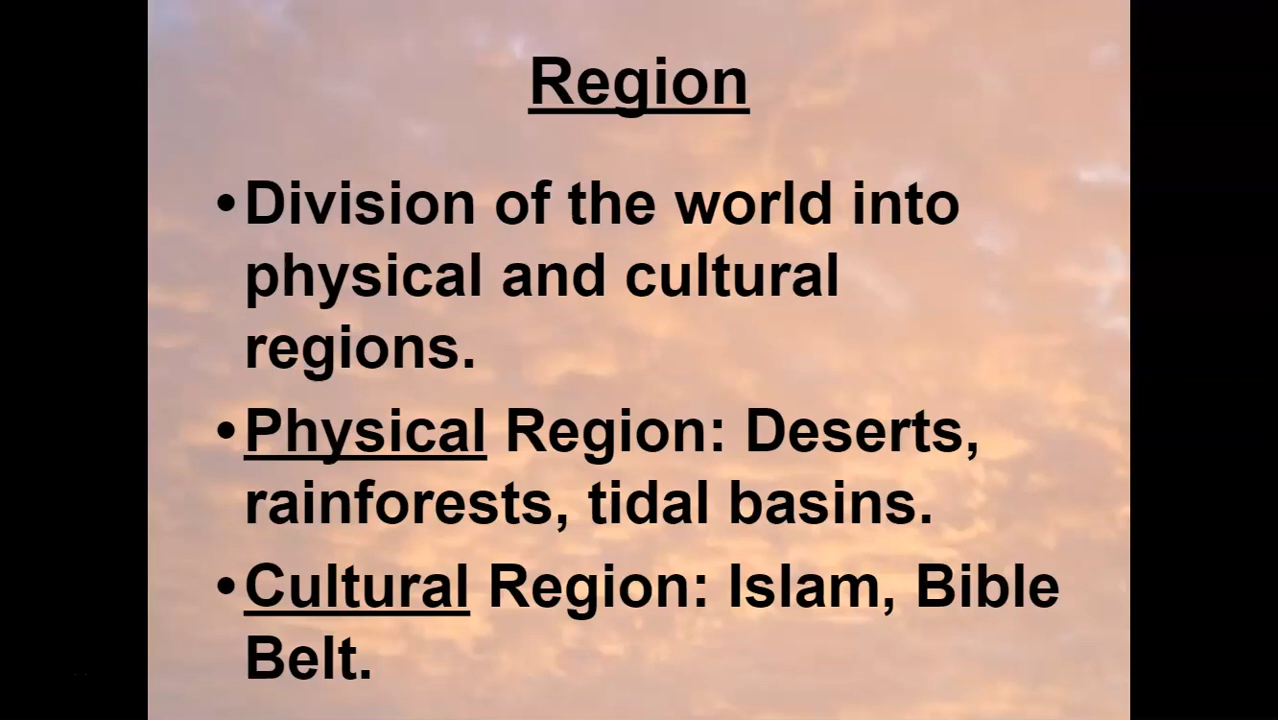 Region
•Division of the world into
physical and cultural
regions.
•Physical Region: Deserts,
rainforests, tidal basins.
•Cultural Region: Islam, Bible
Belt.